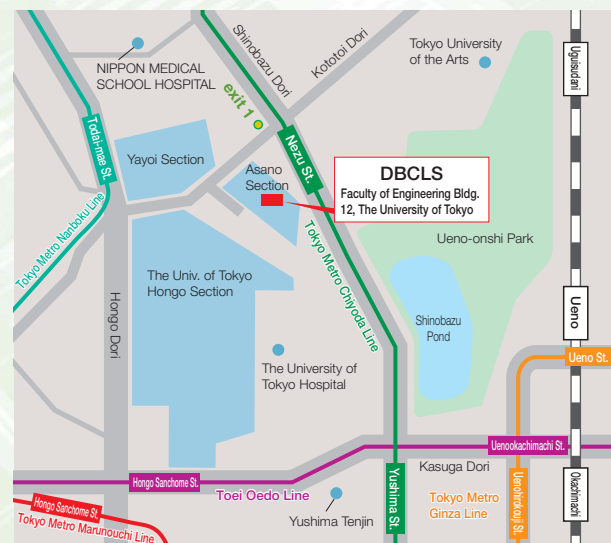 NIPPON MEDICAL
SCHOOL HOSPITAL
Shinobazu Dori
Kototoi Dori
Tokyo University
of the Arts
Uguisudani
exit 1
Todai-mae St.
Yayoi Section
Nezu St.
Asano
Section
DBCLS
Faculty of Engineering Bldg.
12, The University of Tokyo
Tokyo Metro Nanboku Line
Tokyo Metro Chiyoda Line
Ueno-onshi Park
The Univ. of Tokyo
Hongo Section
Hongo Dori
Shinobazu
Pond
Ueno
Ueno St.
The University of
Tokyo Hospital
Uenookachimachi St.
Kasuga Dori
Hongo Sanchome St.
Toei Oedo Line
Yushima St.
Tokyo Metro
Ginza Line
Uenohirokouji St.
Okachimachi
Hongo Sanchome St.
Tokyo Metro Marunouchi Line
Yushima Tenjin